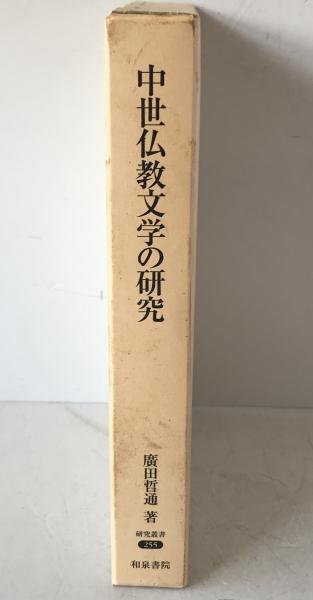 中世仏教文学の研究
廣田哲通 著
研究叢書
255
和泉書院